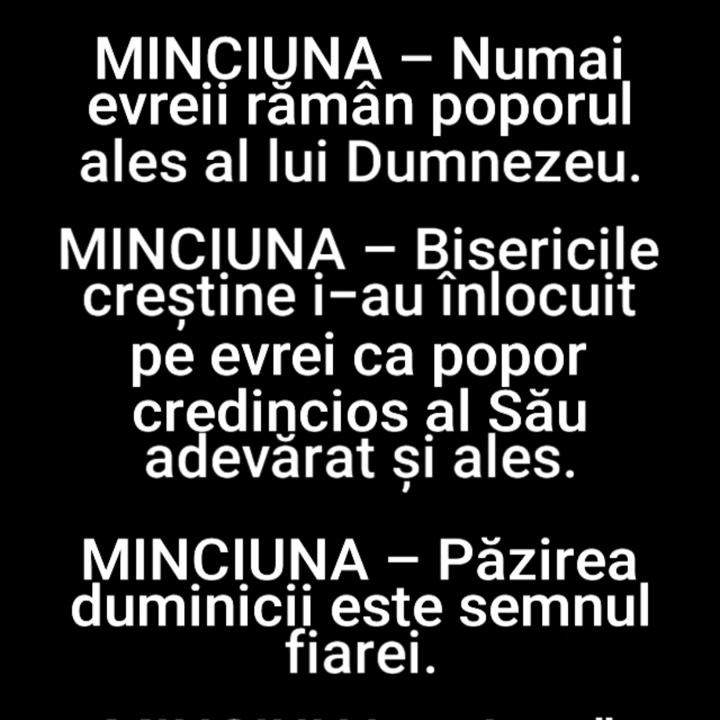 MINCIUNA – Numai
evreii rămân poporul
ales al lui Dumnezeu.
MINCIUNA – Bisericile
creștine i-au înlocuit
pe evrei ca popor
credincios al Său
adevărat și ales.
MINCIUNA – Păzirea
duminicii este semnul
fiarei.